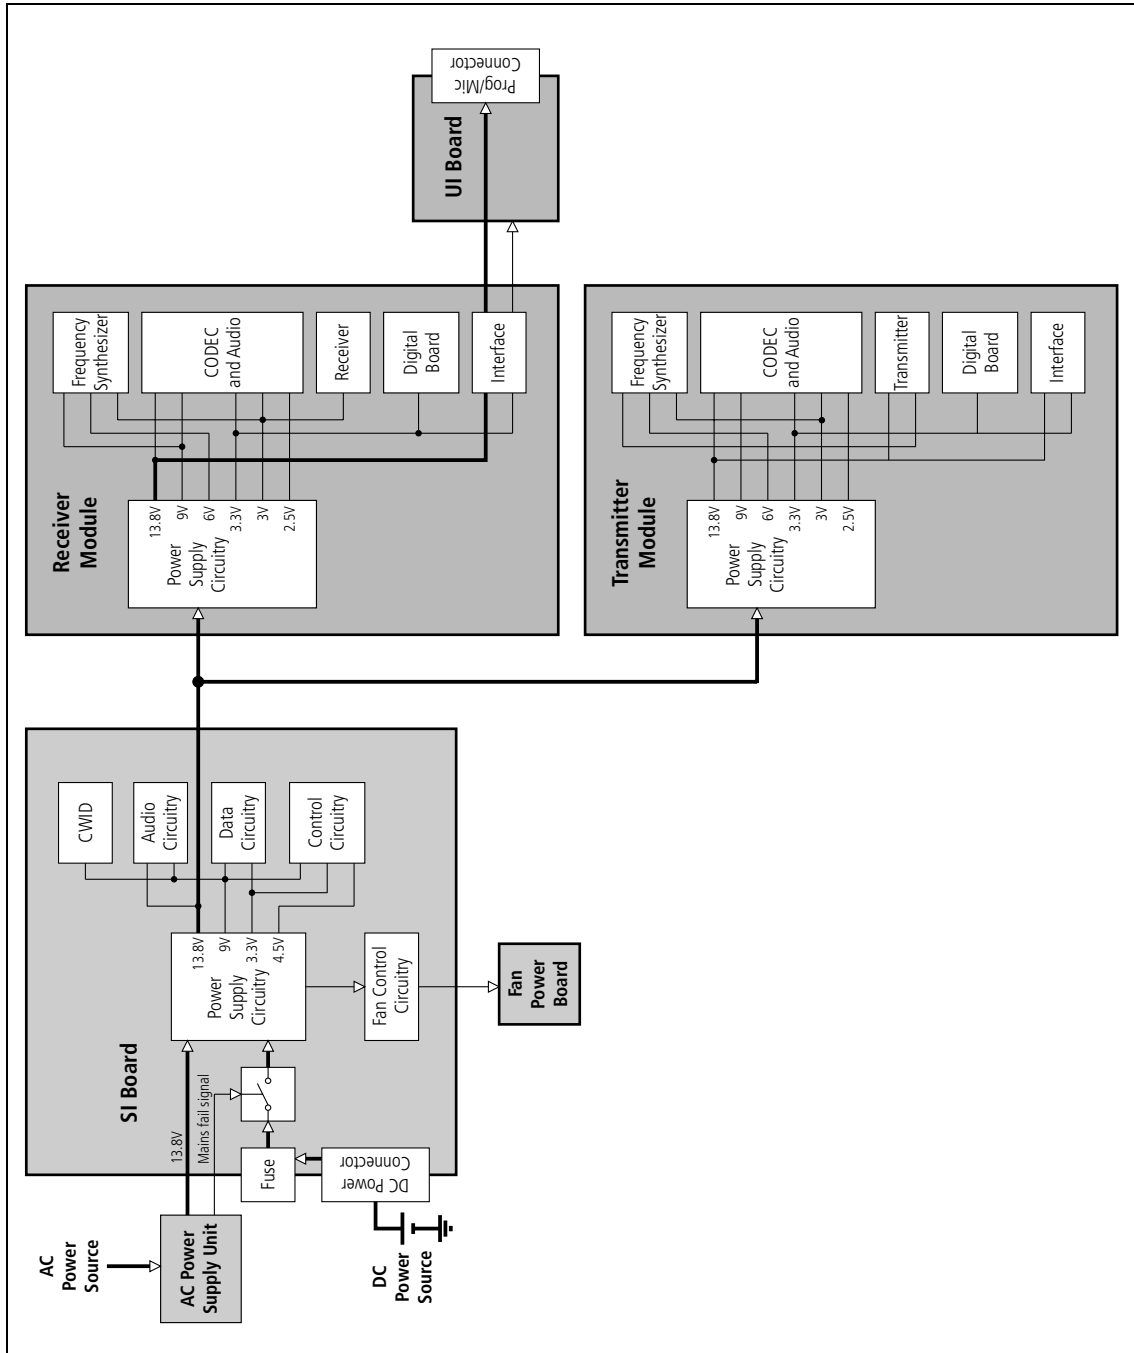 AC
Power
Source
AC Power
Supply Unit
DC
Power
Source
SI Board
13.8V
Mains fail signal
Fuse
DC Power
Connector
Power
Supply
Circuitry
13.8V
9V
3.3V
4.5V
CWID
Audio
Circuitry
Data
Circuitry
Control
Circuitry
Fan Control
Circuitry
Fan
Power
Board
Receiver
Module
Power
Supply
Circuitry
13.8V
9V
6V
3.3V
3V
2.5V
Frequency
Synthesizer
CODEC
and Audio
Receiver
Digital
Board
Interface
UI Board
Prog/Mic
Connector
Transmitter
Module
Power
Supply
Circuitry
13.8V
9V
6V
3.3V
3V
2.5V
Frequency
Synthesizer
CODEC
and Audio
Transmitter
Digital
Board
Interface